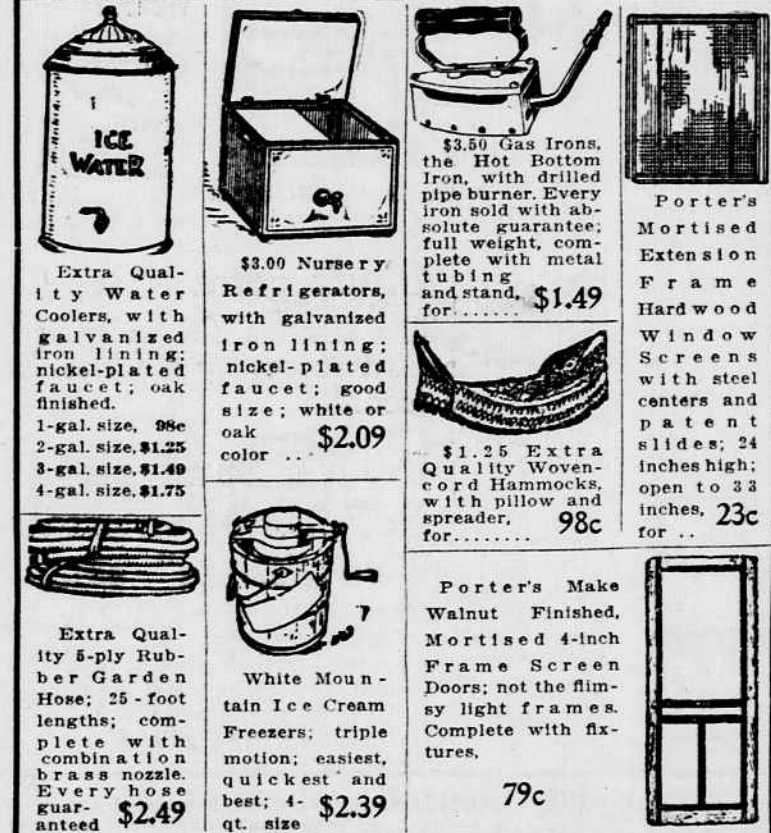 ICE
WATER
Extra Qual-
ity Water
Coolers, with
galvanized
iron lining;
nickel-plated
faucet; oak
finished.
1-gal. size, 98c
2-gal. size, $1.25
3-gal. size, $1.49
4-gal. size, $1.75
Extra Qual-
ity 5-ply Rub-
ber Garden
Hose; 25-foot
lengths; com-
plete with
combination
brass nozzle.
Every hose
guar-
anteed $2.49
$3.00 Nursery
Refrigerators,
with galvanized
iron lining;
nickel-plated
faucet; good
size; white or
oak
color .. $2.09
White Moun-
tain Ice Cream
Freezers; triple
motion; easiest,
quickest and
best; 4-
qt. size $2.39
$3.50 Gas Irons,
the Hot Bottom
Iron, with drilled
pipe burner. Every
iron sold with ab-
solute guarantee;
full weight, com-
plete with metal
tubing
and stand,
for....... $1.49
$1.25 Extra
Quality Woven-
cord Hammocks,
with pillow and
spreader,
for........ 98c
Porter's
Mortised
Extension
Frame
Hardwood
Window
Screens
with steel
centers and
patent
slides; 24
inches high;
open to 33
inches,
for .. 23c
Porter's Make
Walnut Finished,
Mortised 4-inch
Frame Screen
Doors; not the flim-
sy light frames.
Complete with fix-
tures,
79c